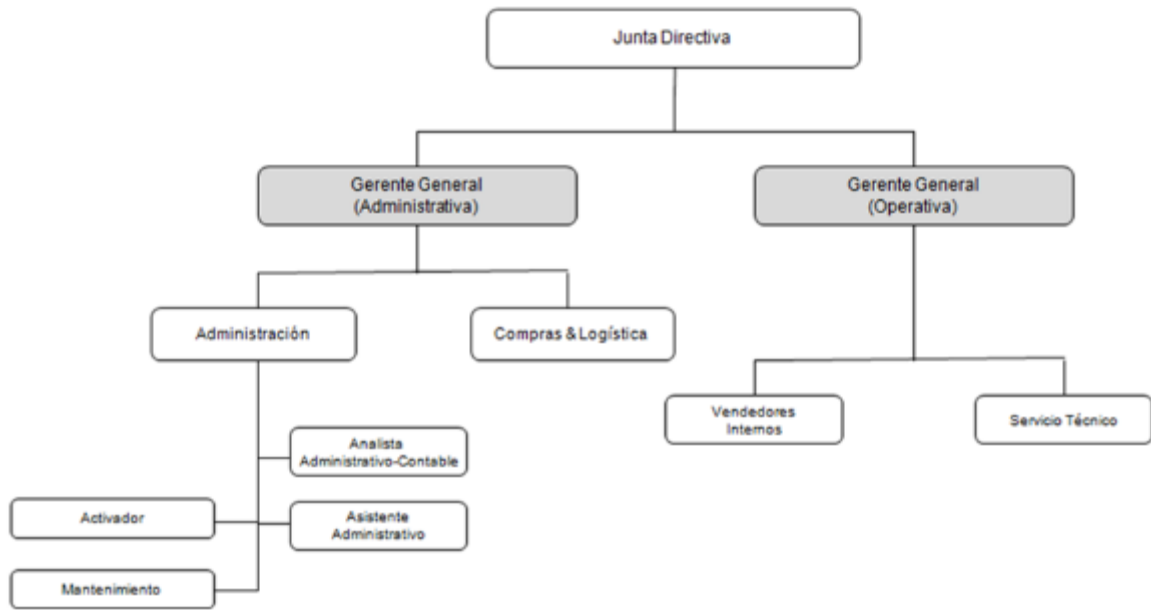 Junta Directiva
Gerente General
(Administrativa)
Gerente General
(Operativa)
Administración
Compras & Logística
Vendedores
Internos
Servicio Técnico
Analista
Administrativo-Contable
Activador
Asistente
Administrativo
Mantenimiento